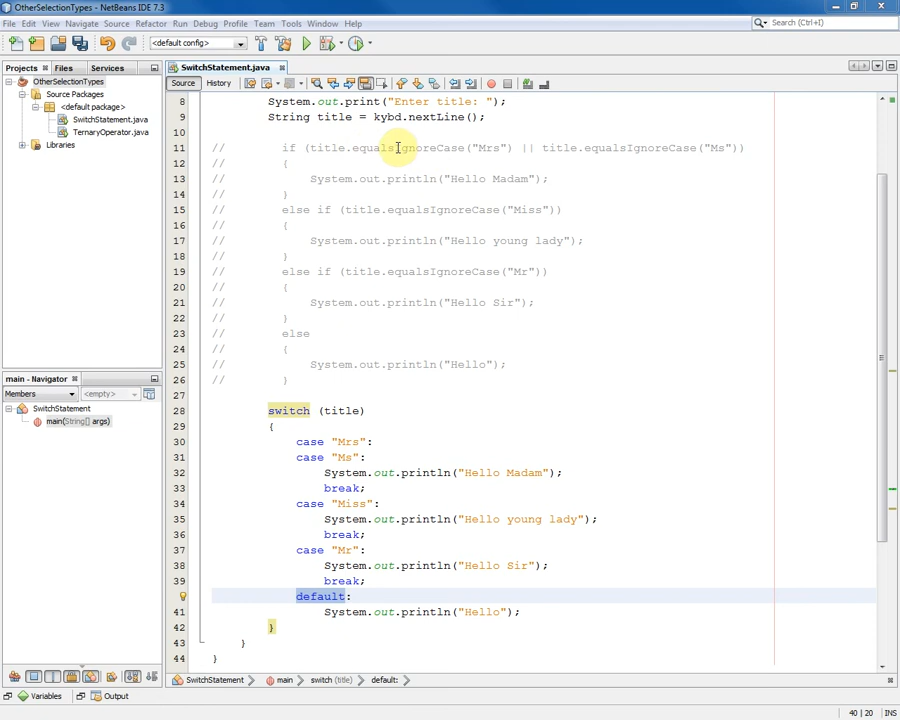 OtherSelectionTypes - NetBeans IDE 7.3
File Edit View Navigate Source Refactor Run Debug Profile Team Tools Window Help
<default config>
Search (Ctrl+I)
Projects Files Services
SwitchStatement.java
Source History
OtherSelectionTypes
Source Packages
<default package>
SwitchStatement.java
TernaryOperator.java
Libraries
main - Navigator
Members <empty>
SwitchStatement
main(String[] args)
8 System.out.print("Enter title: ");
9 String title = kybd.nextLine();
10
11 // if (title.equalsIgnoreCase("Mrs") || title.equalsIgnoreCase("Ms"))
12 // {
13 // System.out.println("Hello Madam");
14 // }
15 // else if (title.equalsIgnoreCase("Miss"))
16 // {
17 // System.out.println("Hello young lady");
18 // }
19 // else if (title.equalsIgnoreCase("Mr"))
20 // {
21 // System.out.println("Hello Sir");
22 // }
23 // else
24 // {
25 // System.out.println("Hello");
26 // }
27
28 switch (title)
29 {
30 case "Mrs":
31 case "Ms":
32 System.out.println("Hello Madam");
33 break;
34 case "Miss":
35 System.out.println("Hello young lady");
36 break;
37 case "Mr":
38 System.out.println("Hello Sir");
39 break;
default:
41 System.out.println("Hello");
42 }
43 }
44 }
SwitchStatement main switch (title) default:
Variables Output
40 | 20 INS